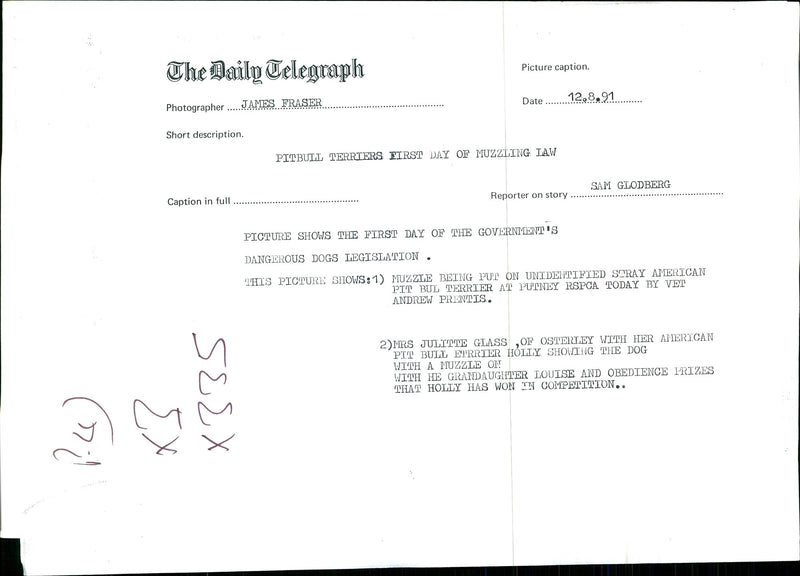 The Daily Telegraph
Picture caption.
Photographer JAMES FRASER
Date 12.8.91
Short description.
PITBULL TERRIERS FIRST DAY OF MUZZLING LAW
Caption in full
Reporter on story SAM GLODBERG
PICTURE SHOWS THE FIRST DAY OF THE GOVERNMENT'S
DANGEROUS DOGS LEGISLATION .
THIS PICTURE SHOWS:1) MUZZLE BEING PUT ON UNIDENTIFIED STRAY AMERICAN
PIT BUL TERRIER AT PUTNEY RSPCA TODAY BY VET
ANDREW PRENTIS.
2)MRS JULITTE GLASS ,OF OSTERLEY WITH HER AMERICAN
PIT BULL ETRRIER HOLLY SHOWING THE DOG
WITH A MUZZLE ON
WITH HE GRANDAUGHTER LOUISE AND OBEDIENCE PRIZES
THAT HOLLY HAS WON IN COMPETITION..
X335